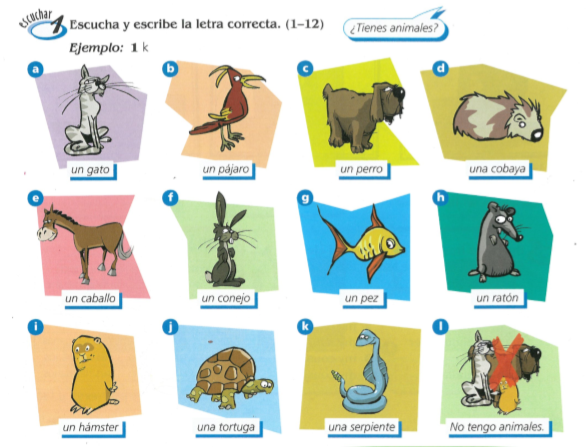 escuchar
1 Escucha y escribe la letra correcta. (1–12)
¿Tienes animales?
Ejemplo: 1 k
a
un gato
b
un pájaro
c
un perro
d
una cobaya
e
un caballo
f
un conejo
g
un pez
h
un ratón
i
un hámster
j
una tortuga
k
una serpiente
l
No tengo animales.